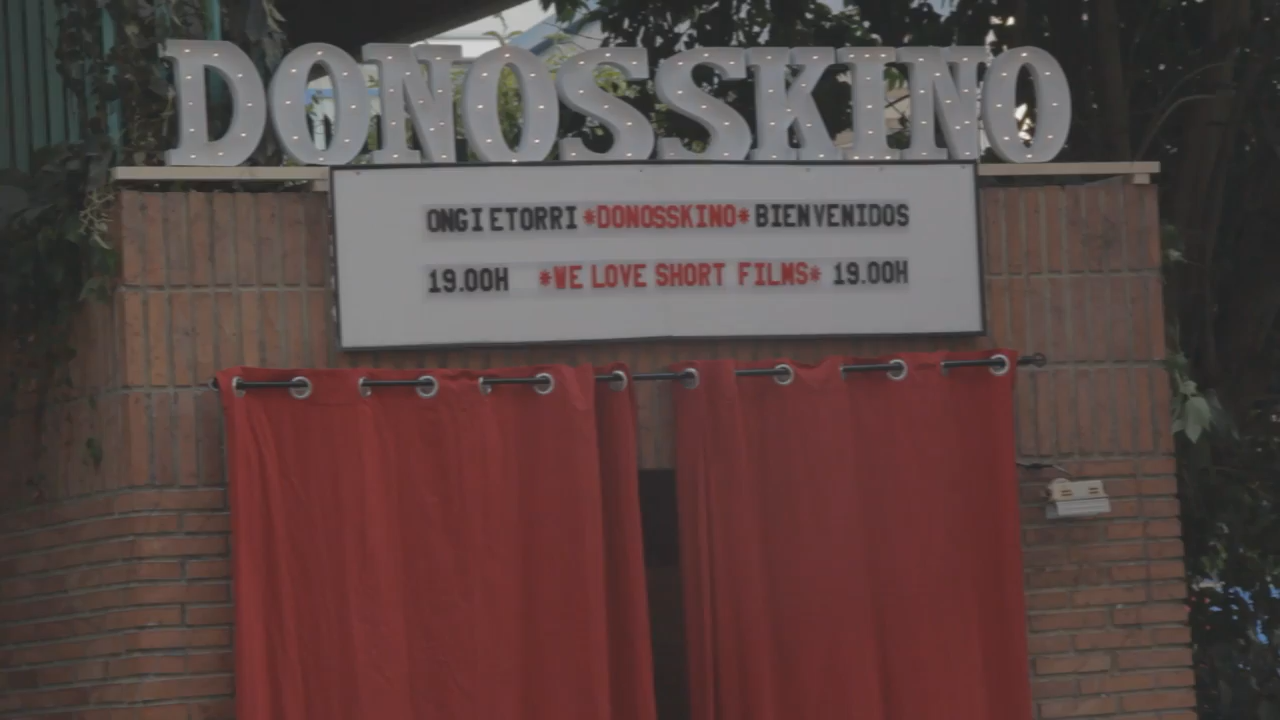 DONOSSKINO
ONGI ETORRI *DONOSSKINO* BIENVENIDOS
19.00H *WE LOVE SHORT FILMS* 19.00H